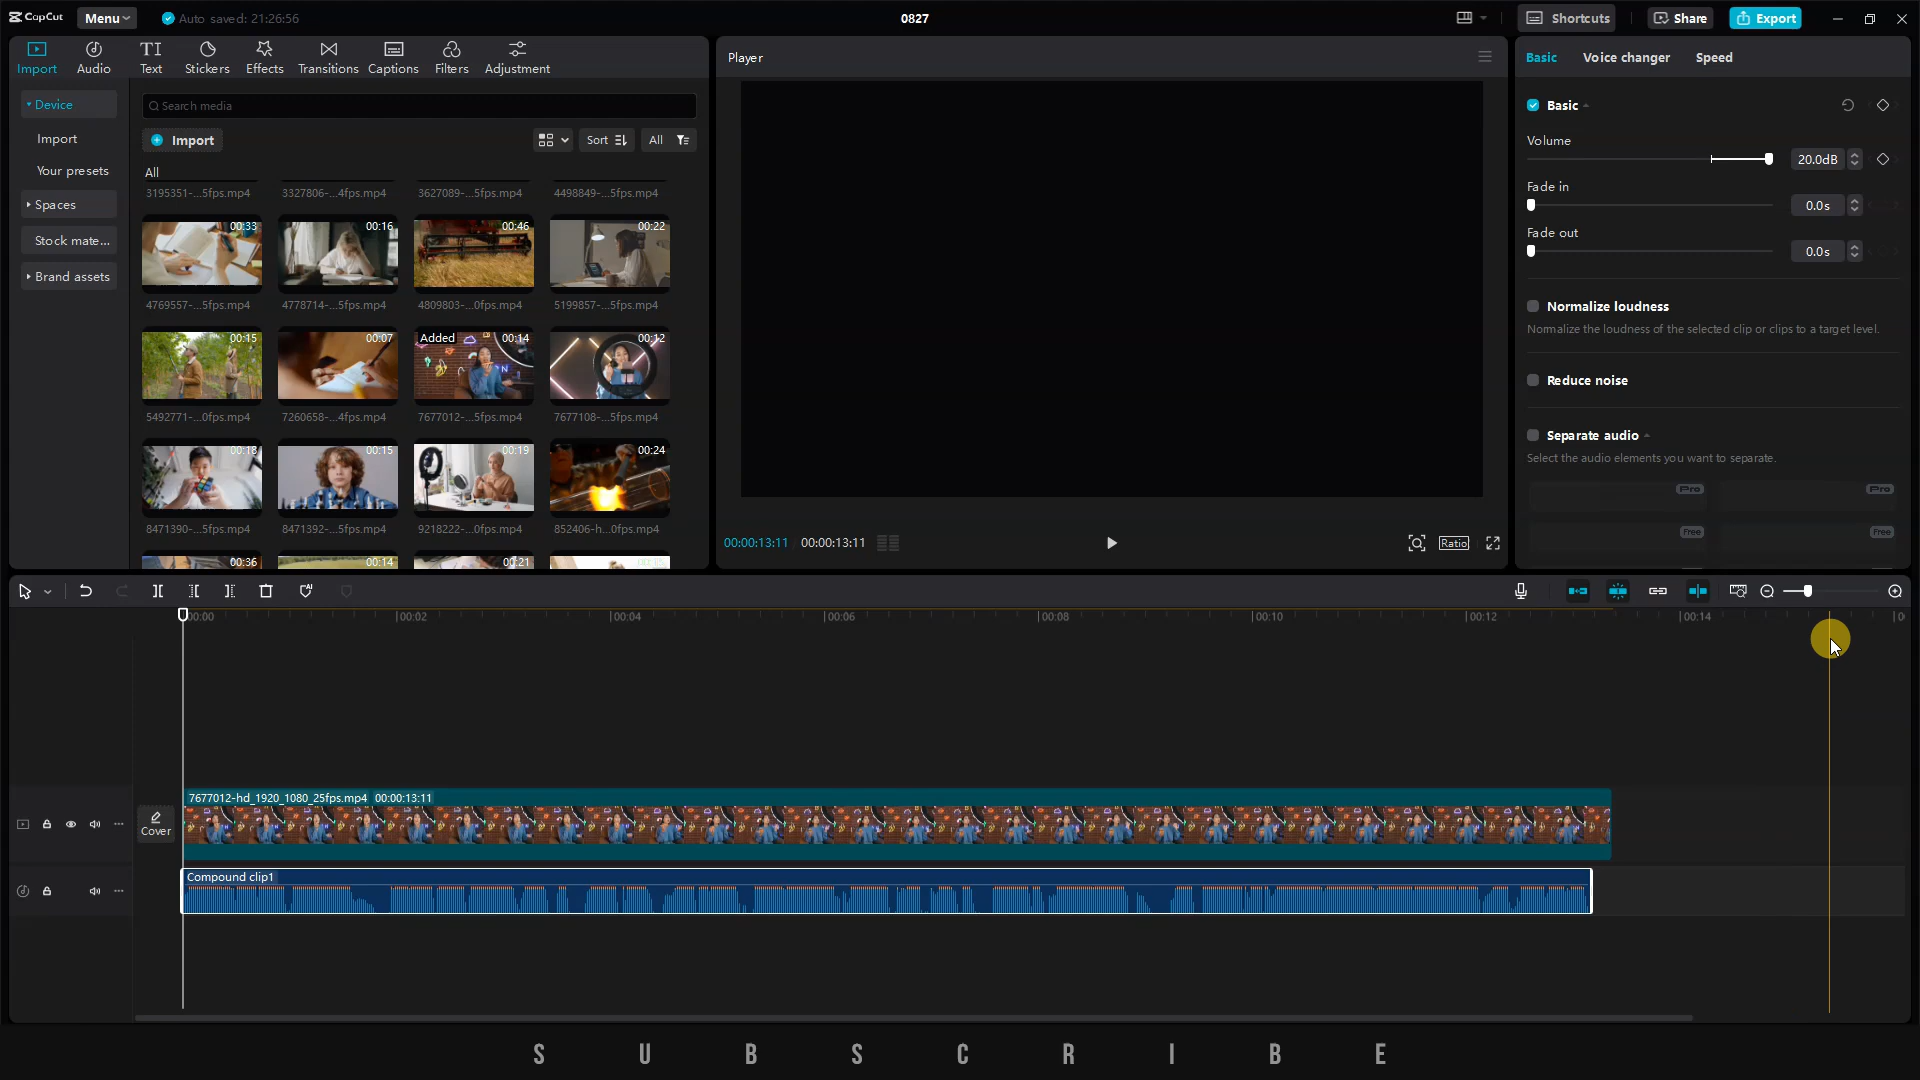 CapCut
Menu
Auto saved: 21:26:56
0827
Shortcuts
Share
Export
Import
Audio
TI
Text
Stickers
Effects
Transitions
Captions
Filters
Adjustment
Device
Import
Your presets
Spaces
Stock mate...
Brand assets
Search media
Import
Sort
All
All
3195351-...5fps.mp4
3327806-...4fps.mp4
3627089-...5fps.mp4
4498849-...5fps.mp4
00:33
00:16
00:46
00:22
4769557-...5fps.mp4
4778714-...5fps.mp4
4809803-...0fps.mp4
5199857-...5fps.mp4
00:15
00:07
Added
00:14
00:12
5492771-...0fps.mp4
7260658-...4fps.mp4
7677012-...5fps.mp4
7677108-...5fps.mp4
00:18
00:15
00:19
00:24
8471390-...5fps.mp4
8471392-...5fps.mp4
9218222-...0fps.mp4
852406-h...0fps.mp4
00:36
00:14
00:21
Player
00:00:13:11
00:00:13:11
Ratio
Basic
Voice changer
Speed
Basic
Volume
20.0dB
Fade in
0.0s
Fade out
0.0s
Normalize loudness
Normalize the loudness of the selected clip or clips to a target level.
Reduce noise
Separate audio
Select the audio elements you want to separate.
Pro
Pro
Free
Free
00:00
00:02
00:04
00:06
00:08
00:10
00:12
00:14
Cover
7677012-hd_1920_1080_25fps.mp4 00:00:13:11
Compound clip1
SUBSCRIBE